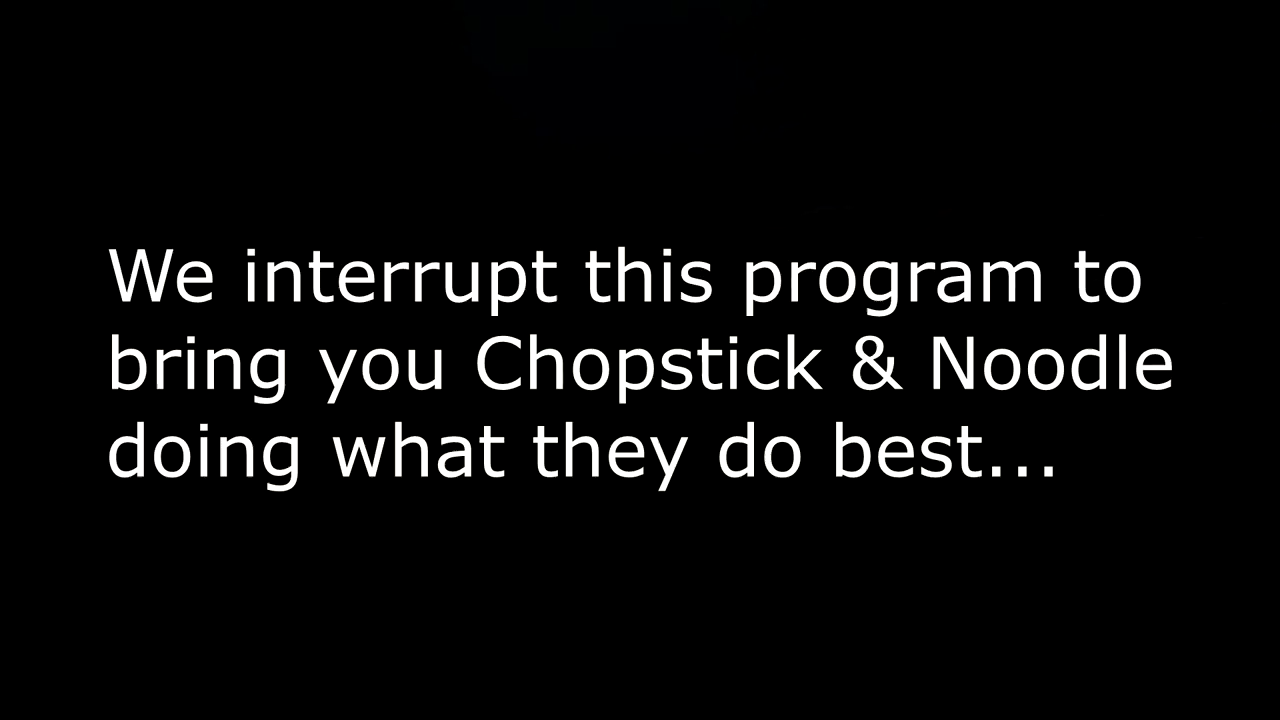 We interrupt this program to
bring you Chopstick & Noodle
doing what they do best...